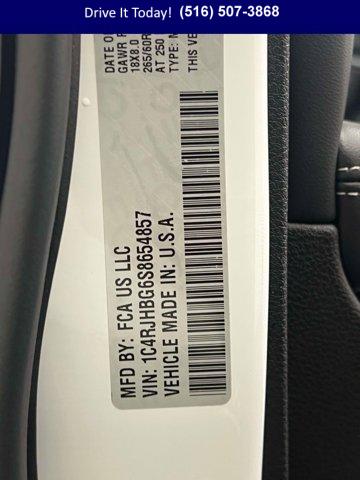 Drive It Today! (516) 507-3868
DATE O
GAWR F
18X8.0
265/60R
AT 250
TYPE: M
THIS VE
MFD BY: FCA US LLC
VIN: 1C4RJHBG6S8654857
VEHICLE MADE IN: U.S.A.